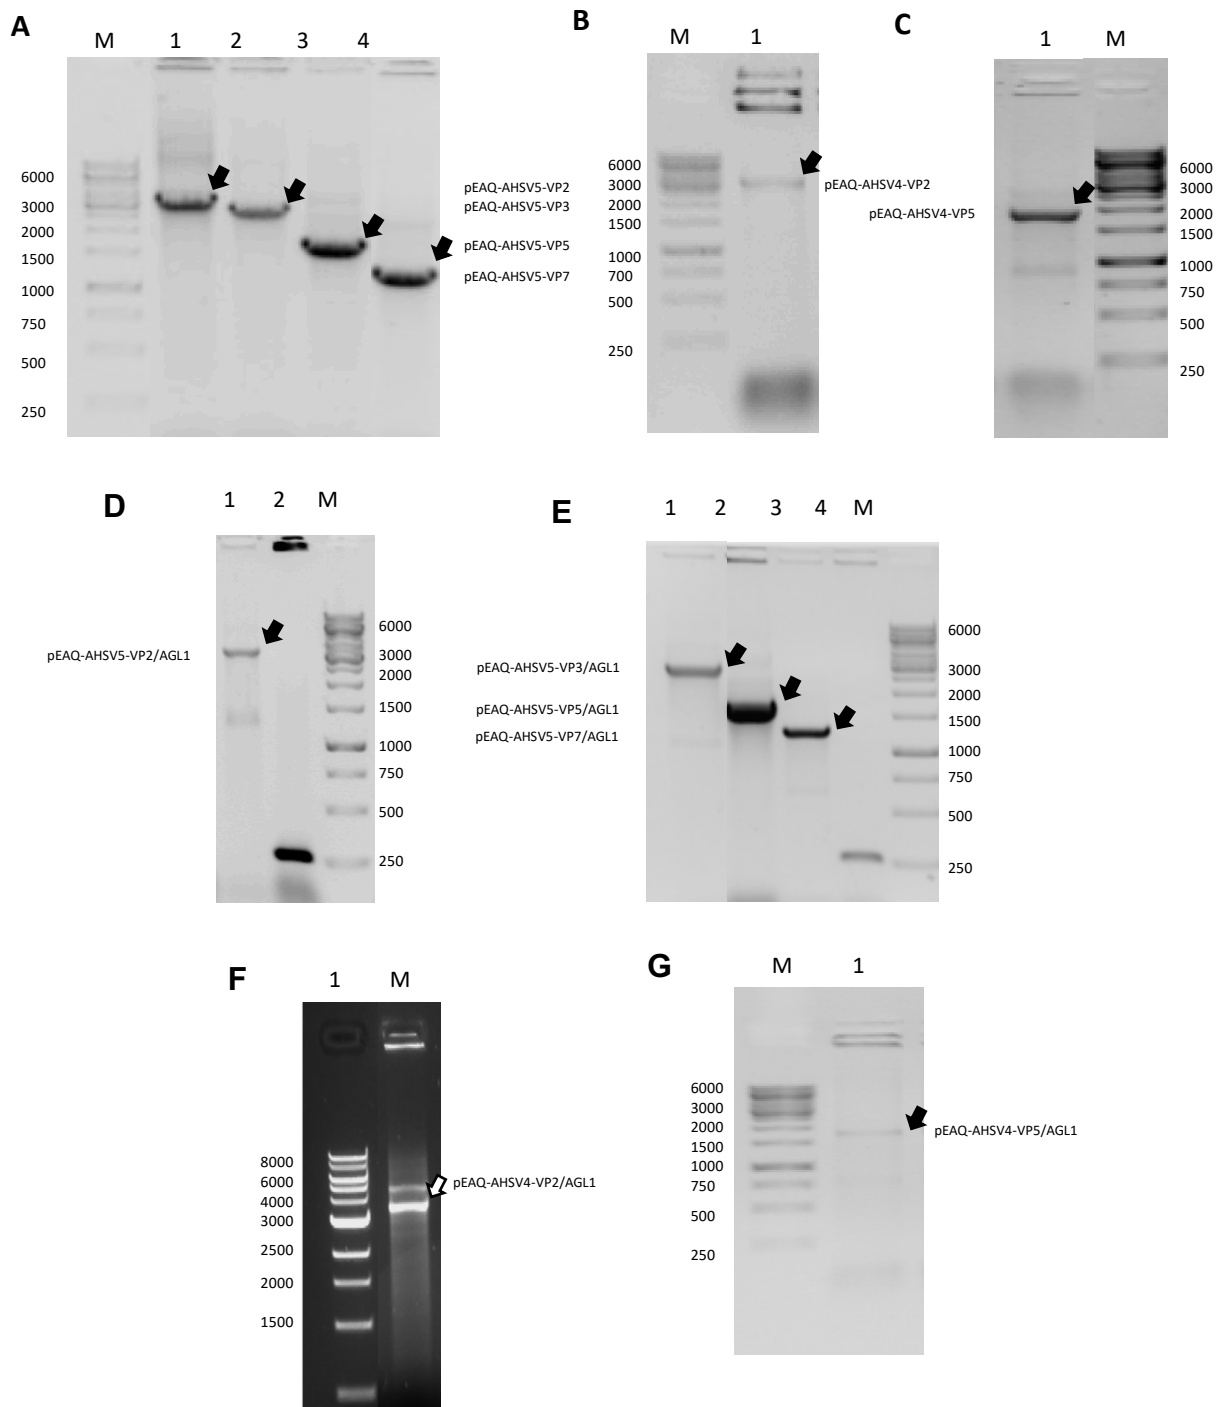 A
M 1 2 3 4
6000
3000
2000
1500
1000
750
500
250
pEAQ-AHSV5-VP2
pEAQ-AHSV5-VP3
pEAQ-AHSV5-VP5
pEAQ-AHSV5-VP7
B
M 1
6000
3000
2000
1500
1000
700
500
250
pEAQ-AHSV4-VP2
C
1 M
pEAQ-AHSV4-VP5
6000
3000
2000
1500
1000
750
500
250
D
1 2 M
pEAQ-AHSV5-VP2/AGL1
6000
3000
2000
1500
1000
750
500
250
E
1 2 3 4 M
pEAQ-AHSV5-VP3/AGL1
pEAQ-AHSV5-VP5/AGL1
pEAQ-AHSV5-VP7/AGL1
6000
3000
2000
1500
1000
750
500
250
F
1 M
8000
6000
4000
3000
2500
2000
1500
pEAQ-AHSV4-VP2/AGL1
G
M 1
6000
3000
2000
1500
1000
750
500
250
pEAQ-AHSV4-VP5/AGL1